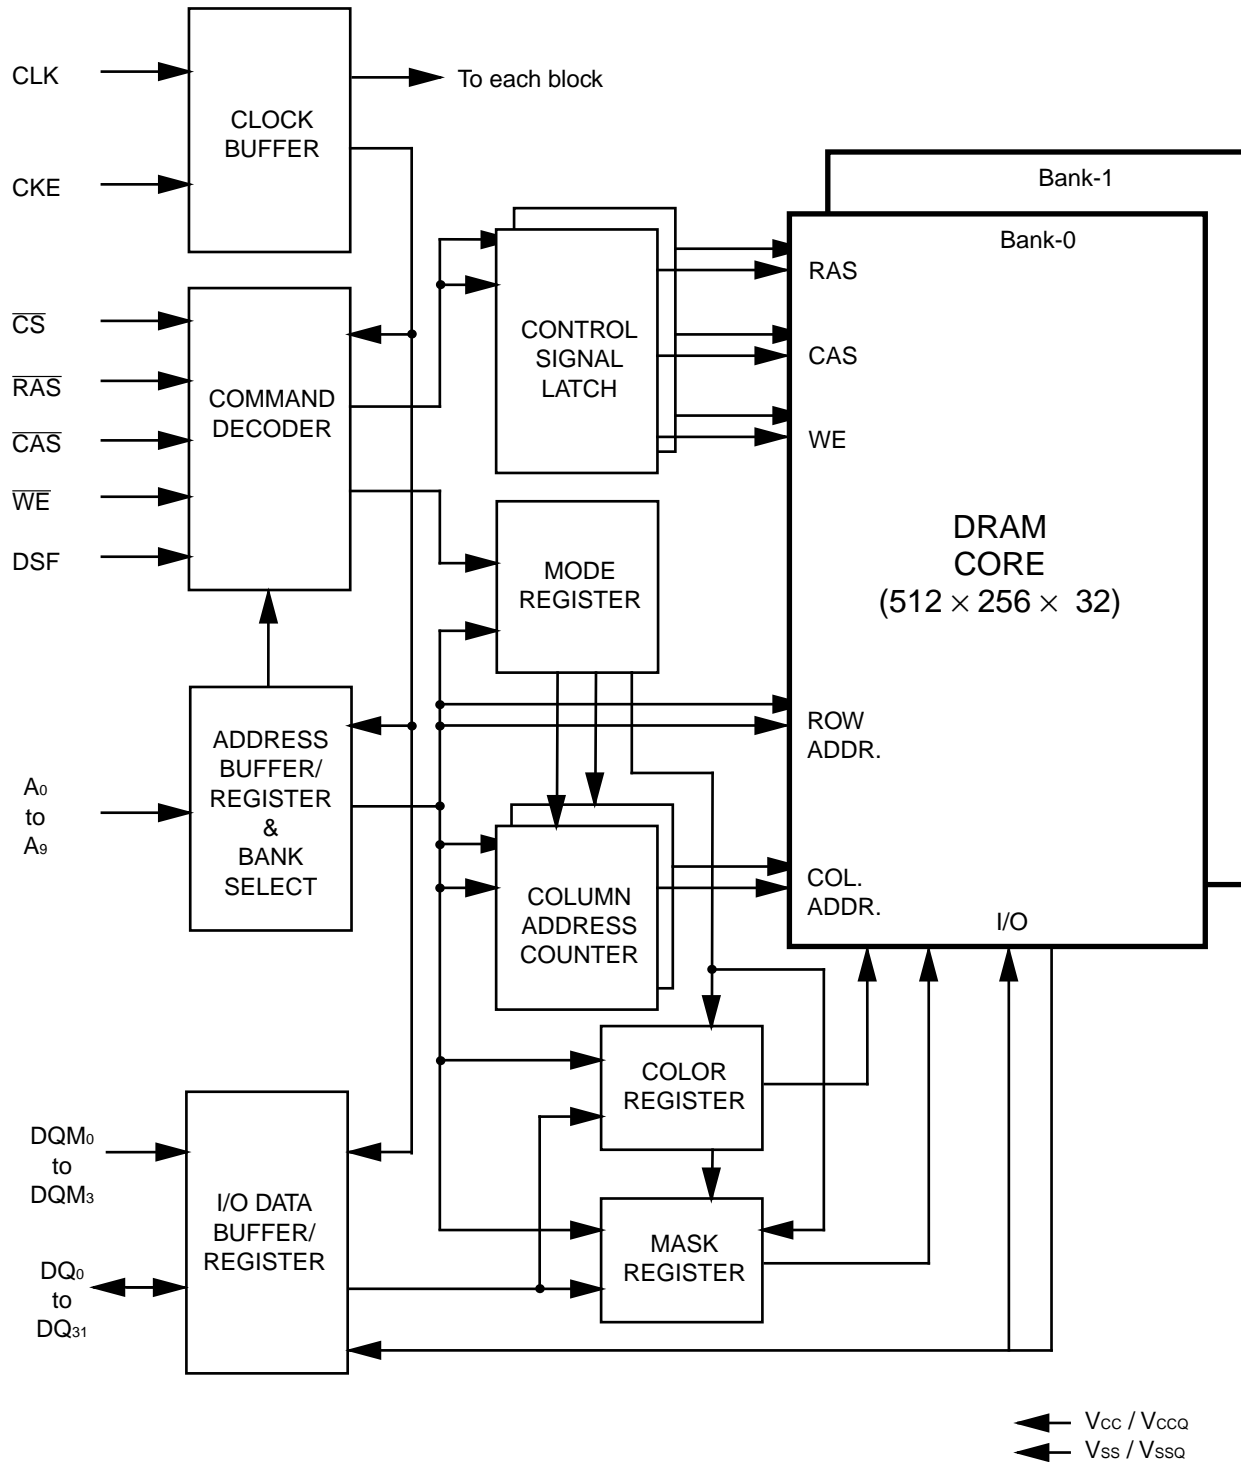 CLK
CKE
CLOCK
BUFFER
To each block
CS
RAS
CAS
WE
DSF
COMMAND
DECODER
CONTROL
SIGNAL
LATCH
Bank-1
Bank-0
RAS
CAS
WE
DRAM
CORE
(512 × 256 × 32)
MODE
REGISTER
ROW
ADDR.
A0
to
A9
ADDRESS
BUFFER/
REGISTER
&
BANK
SELECT
COLUMN
ADDRESS
COUNTER
COL.
ADDR.
I/O
COLOR
REGISTER
DQM0
to
DQM3
DQ0
to
DQ31
I/O DATA
BUFFER/
REGISTER
MASK
REGISTER
VCC / VCCQ
VSS / VSSQ